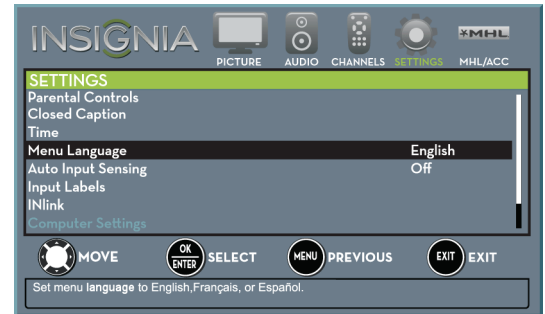 INSIGNIA
PICTURE AUDIO CHANNELS SETTINGS MHL/ACC
MHL
SETTINGS
Parental Controls
Closed Caption
Time
Menu Language English
Auto Input Sensing Off
Input Labels
INlink
Computer Settings
MOVE OK ENTER SELECT MENU PREVIOUS EXIT EXIT
Set menu language to English,Français, or Español.